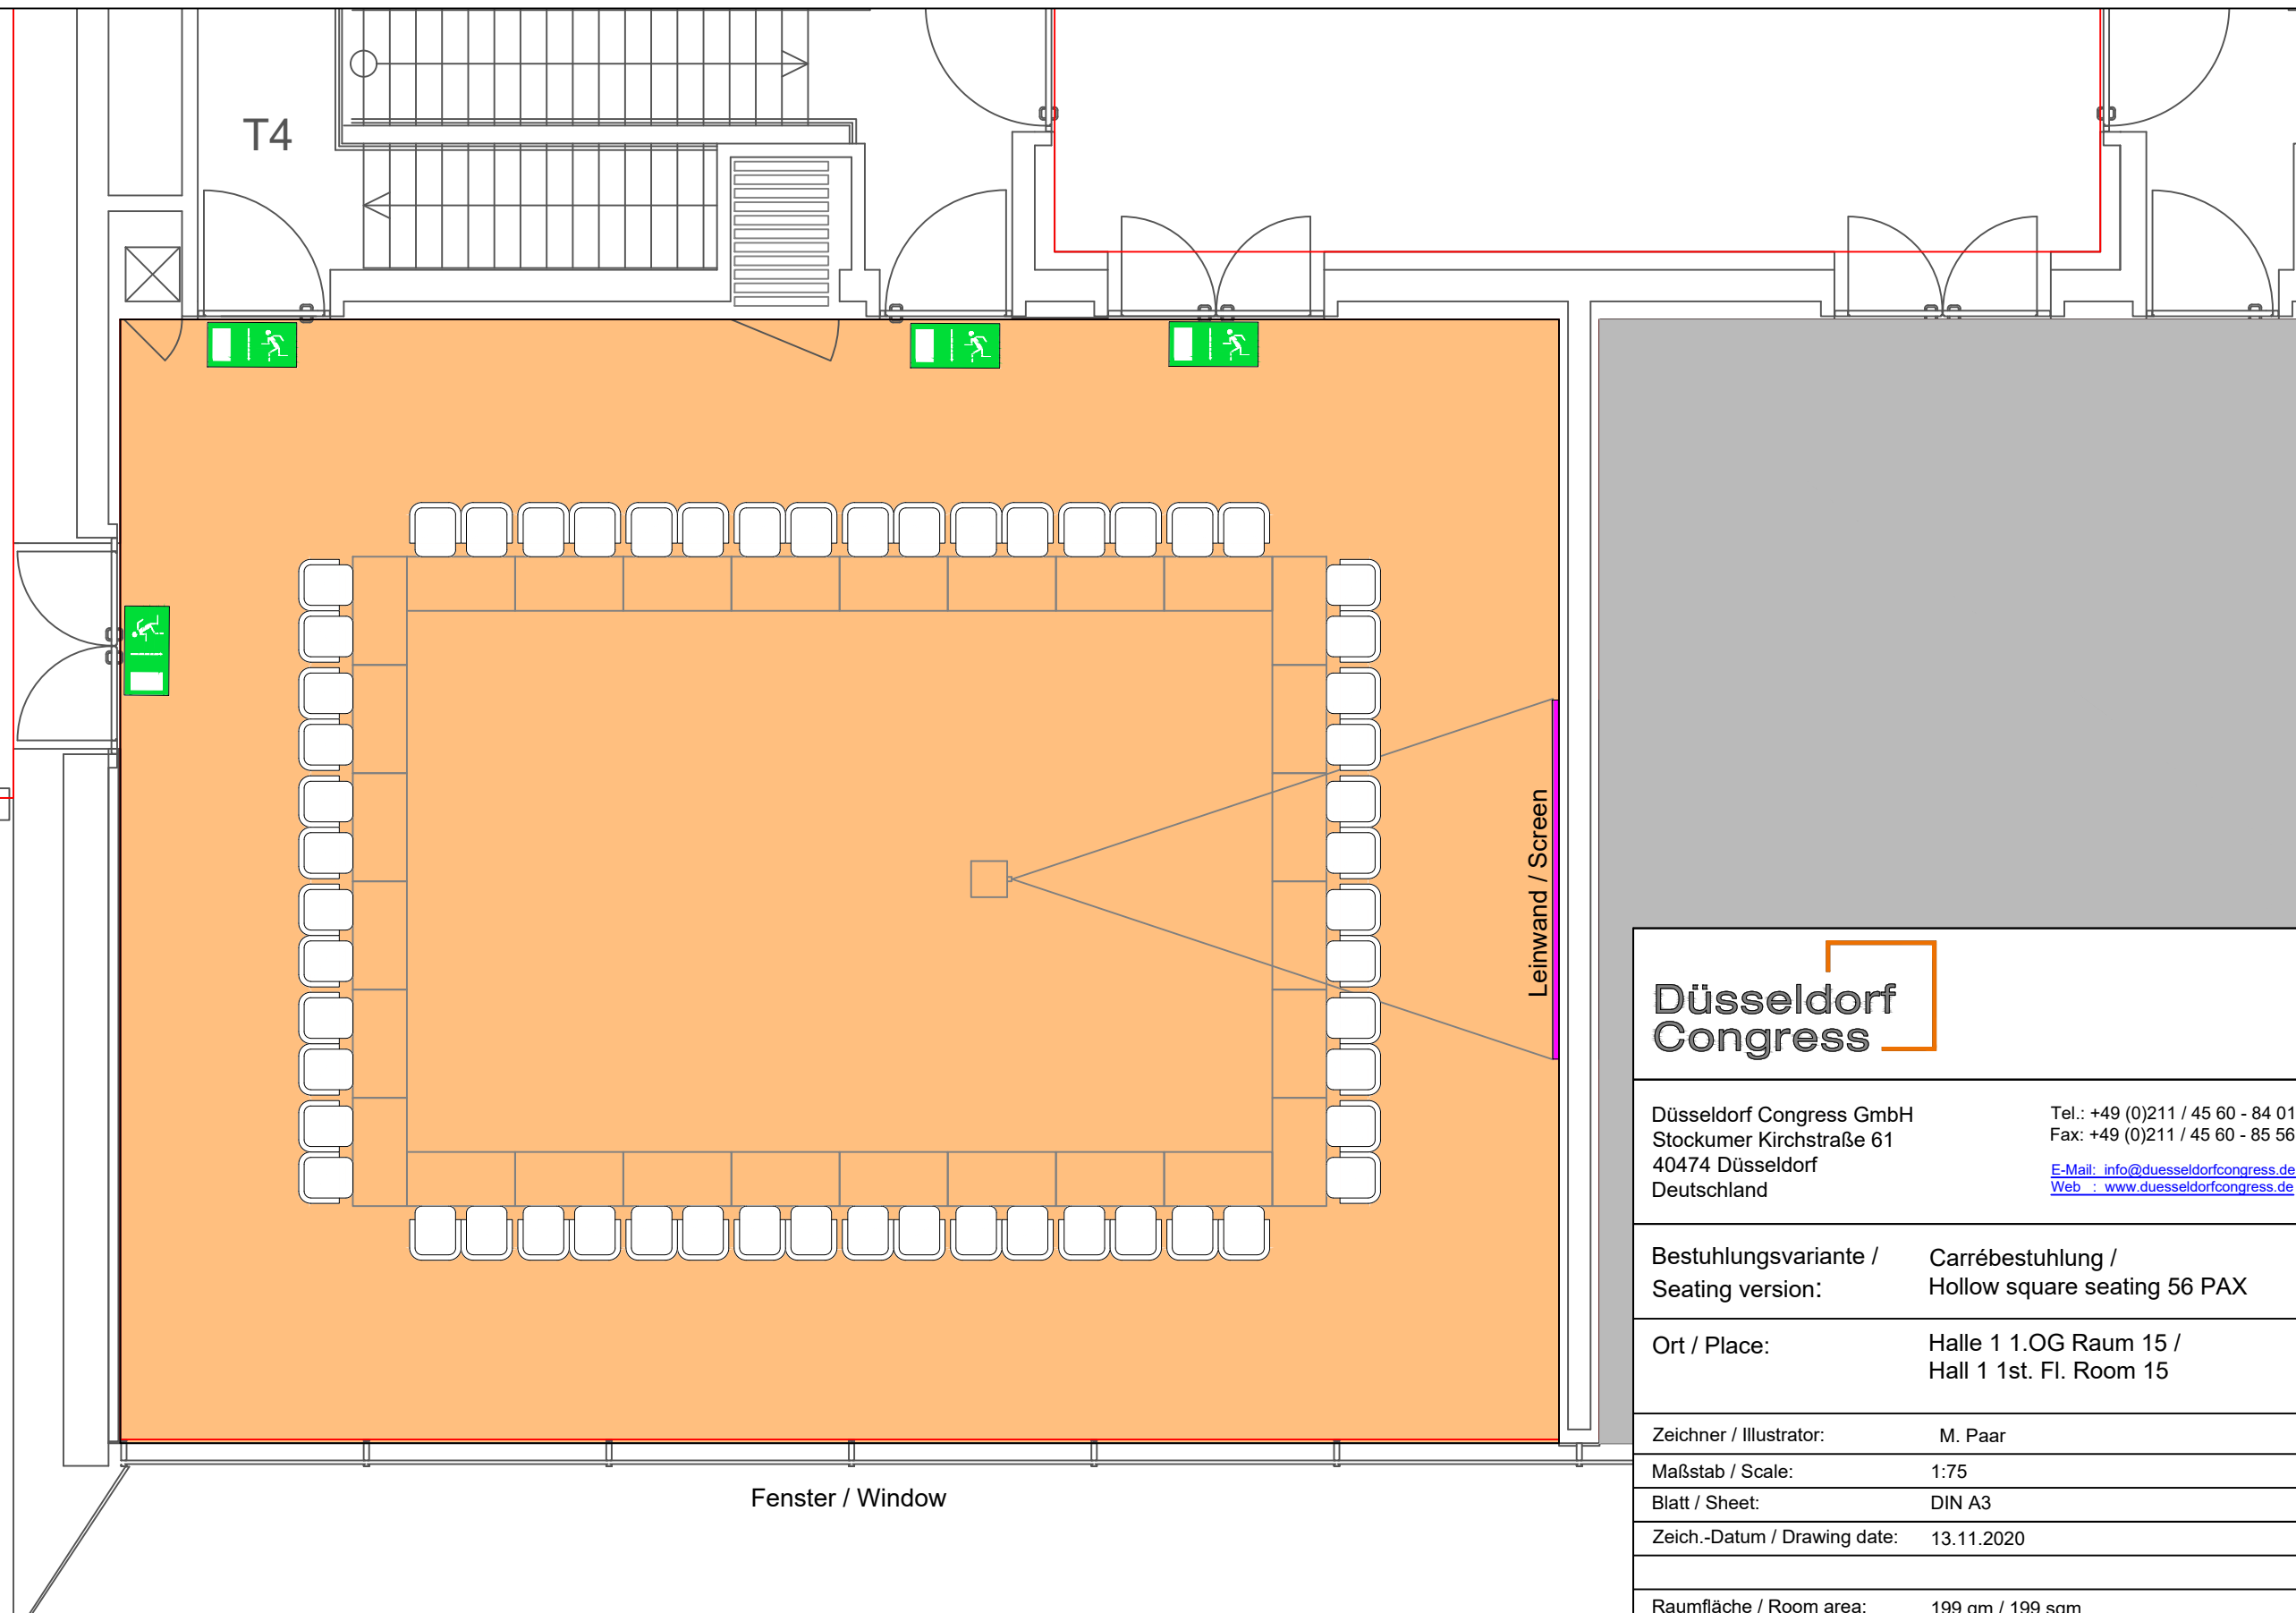 T4
Leinwand / Screen
Fenster / Window
Düsseldorf
Congress
Düsseldorf Congress GmbH
Stockumer Kirchstraße 61
40474 Düsseldorf
Deutschland
Tel.: +49 (0)211 / 45 60 - 84 01
Fax: +49 (0)211 / 45 60 - 85 56
E-Mail: info@duesseldorfcongress.de
Web : www.duesseldorfcongress.de
Bestuhlungsvariante /
Seating version:
Carrébestuhlung /
Hollow square seating 56 PAX
Ort / Place:
Halle 1 1.OG Raum 15 /
Hall 1 1st. Fl. Room 15
Zeichner / Illustrator: M. Paar
Maßstab / Scale: 1:75
Blatt / Sheet: DIN A3
Zeich.-Datum / Drawing date: 13.11.2020
Raumfläche / Room area: 199 qm / 199 sqm